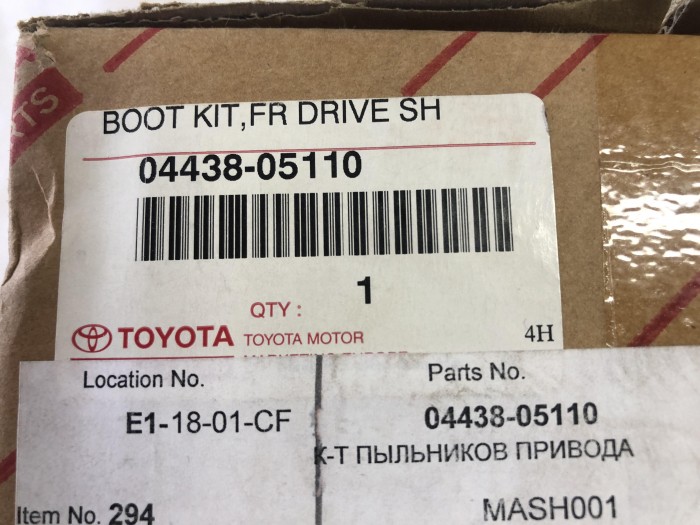 PARTS
BOOT KIT,FR DRIVE SH
04438-05110
1
QTY :
TOYOTA TOYOTA MOTOR
4H
Location No.
Parts No.
E1-18-01-CF
04438-05110
К-Т ПЫЛЬНИКОВ ПРИВОДА
Item No. 294
MASH001